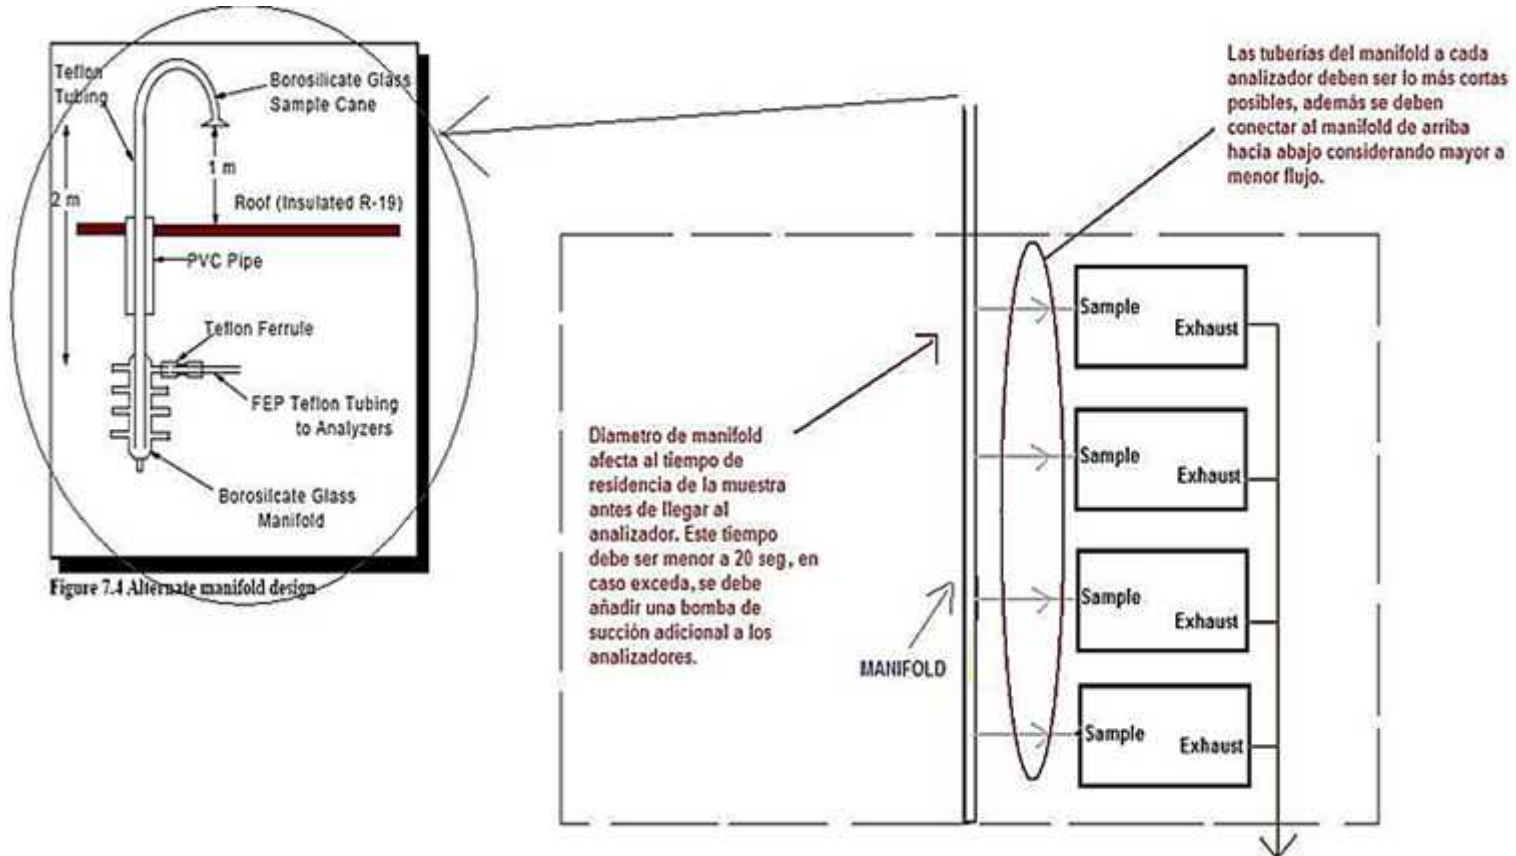 Teflon
Tubing
Borosilicate Glass
Sample Cane
1 m
2 m
Roof (Insulated R-19)
PVC Pipe
Teflon Ferrule
FEP Teflon Tubing
to Analyzers
Borosilcate Glass
Manifold
Figure 7.4 Alternate manifold design
Las tuberías del manifold a cada
analizador deben ser lo más cortas
posibles, además se deben
conectar al manifold de arriba
hacia abajo considerando mayor a
menor flujo.
Diametro de manifold
afecta al tiempo de
residencia de la muestra
antes de llegar al
analizador. Este tiempo
debe ser menor a 20 seg, en
caso exceda, se debe
añadir una bomba de
succión adicional a los
analizadores.
MANIFOLD
Sample
Exhaust
Sample
Exhaust
Sample
Exhaust
Sample
Exhaust